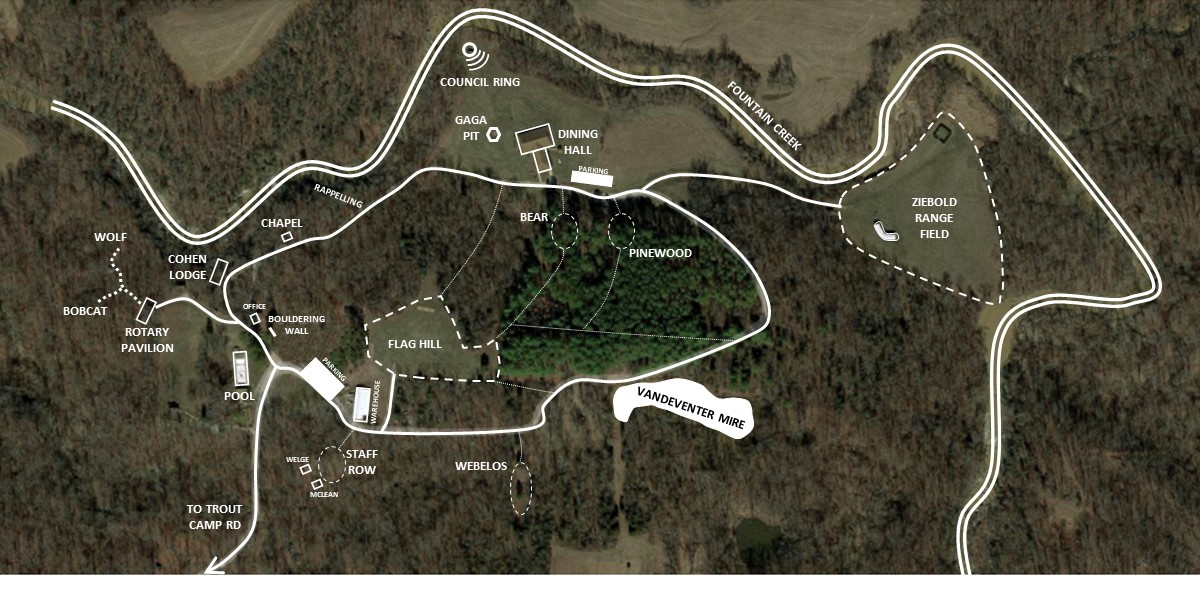 COUNCIL RING
FOUNTAIN CREEK
GAGA
PIT
DINING
HALL
PARKING
RAPPELLING
ZIEBOLD
RANGE
FIELD
CHAPEL
BEAR
PINEWOOD
WOLF
COHEN
LODGE
BOBCAT
OFFICE
BOULDERING
WALL
ROTARY
PAVILION
FLAG HILL
PARKING
POOL
WAREHOUSE
VANDEVENTER MIRE
STAFF
ROW
WELGE
MCLEAN
WEBELOS
TO TROUT
CAMP RD